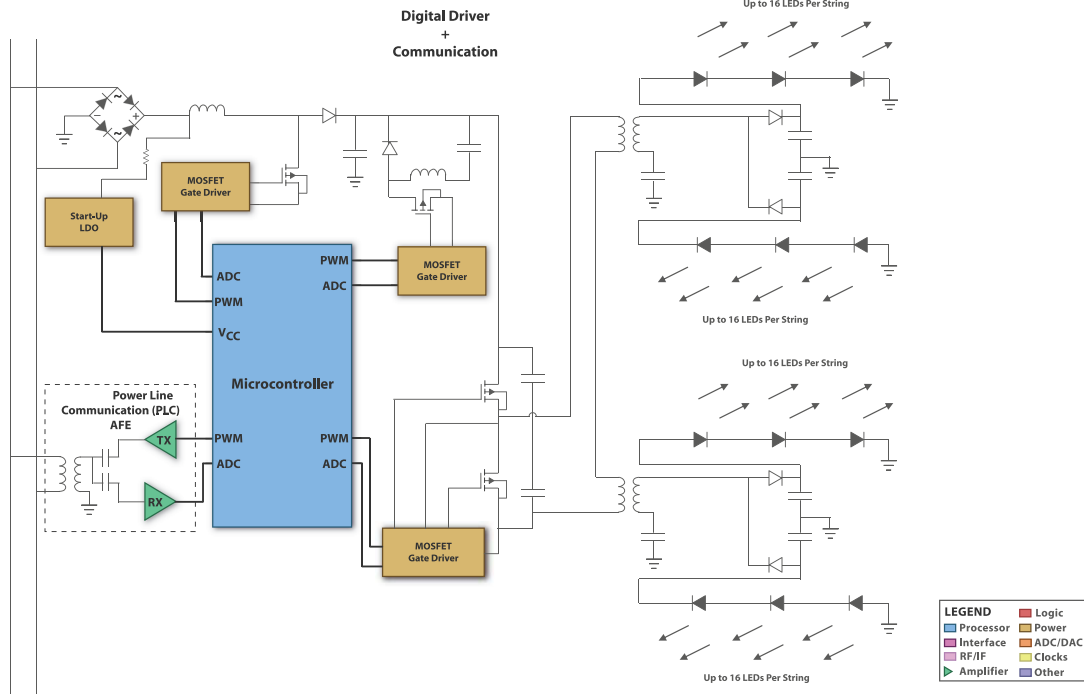 Digital Driver
+
Communication
Up to 16 LEDs Per String
~
−
+
~
MOSFET
Gate Driver
Start-Up
LDO
MOSFET
Gate Driver
ADC
PWM
VCC
PWM
ADC
Microcontroller
PWM
ADC
PWM
ADC
Power Line
Communication (PLC)
AFE
TX
RX
MOSFET
Gate Driver
Up to 16 LEDs Per String
Up to 16 LEDs Per String
Up to 16 LEDs Per String
LEGEND
Processor
Interface
RF/IF
Amplifier
Logic
Power
ADC/DAC
Clocks
Other